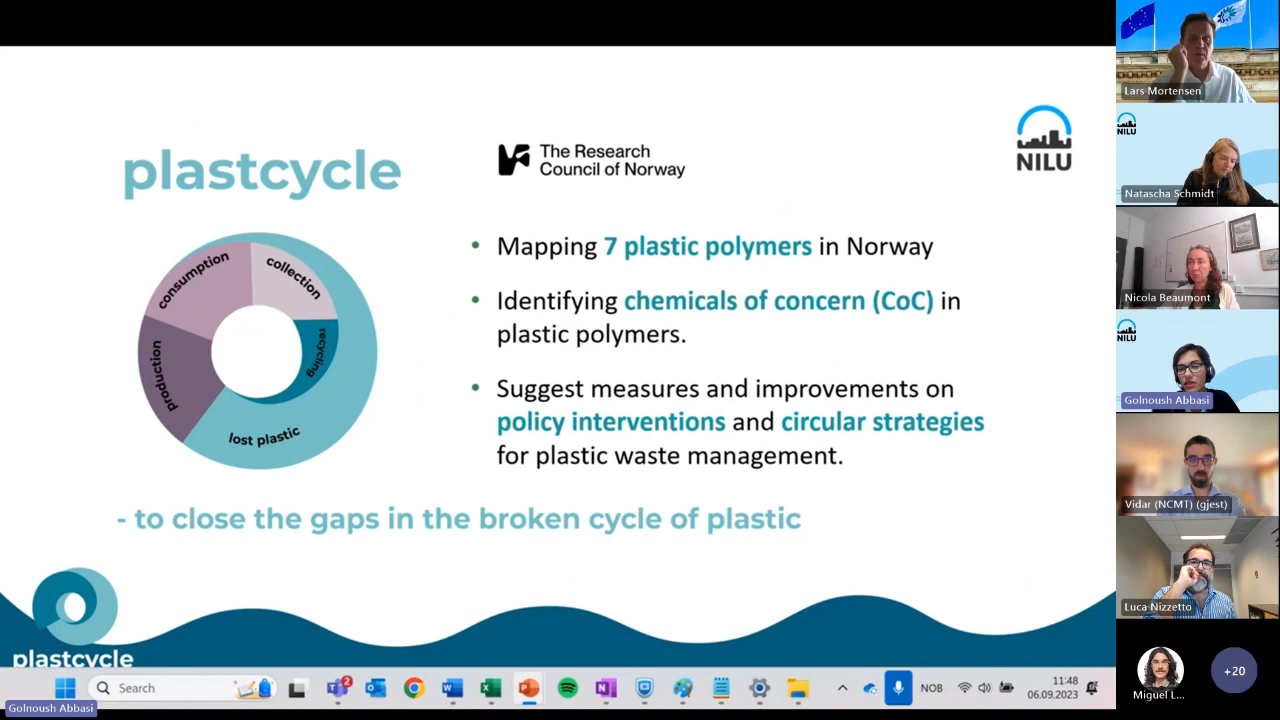 plastcycle
The Research
Council of Norway
NILU
consumption
collection
recycling
production
lost plastic
• Mapping 7 plastic polymers in Norway
• Identifying chemicals of concern (CoC) in
plastic polymers.
• Suggest measures and improvements on
policy interventions and circular strategies
for plastic waste management.
- to close the gaps in the broken cycle of plastic
plastcycle
Search
2
NOB
11:48
06.09.2023
Golnoush Abbasi
Lars Mortensen
NILU
Natascha Schmidt
Nicola Beaumont
NILU
Golnoush Abbasi
Vidar (NCMT) (gjest)
Luca Nizzetto
Miguel L...
+20